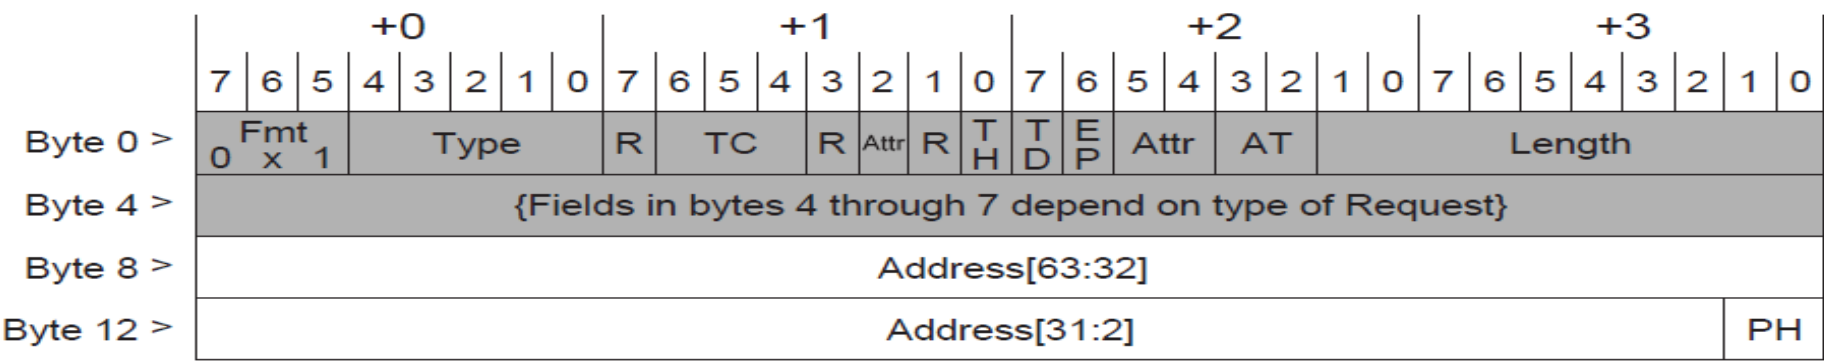 +0 +1 +2 +3
7 6 5 4 3 2 1 0 7 6 5 4 3 2 1 0 7 6 5 4 3 2 1 0 7 6 5 4 3 2 1 0
Byte 0 > Fmt 0 x 1 Type R TC R Attr R TH TD EP Attr AT Length
Byte 4 > {Fields in bytes 4 through 7 depend on type of Request}
Byte 8 > Address[63:32]
Byte 12 > Address[31:2] PH